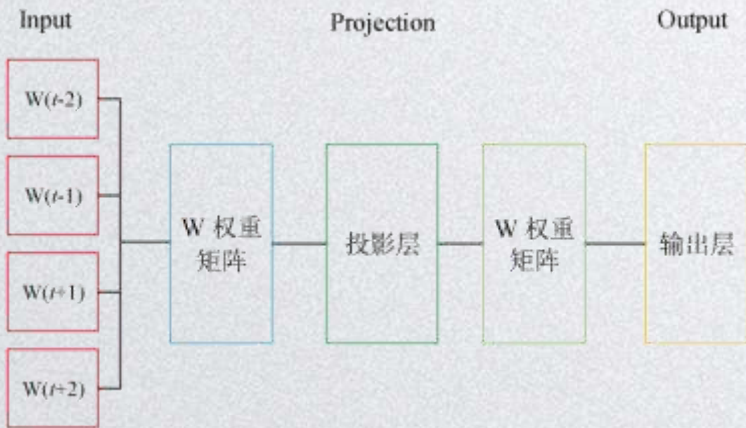 Input
Projection
Output
W(t-2)
W(t-1)
W(t+1)
W(t+2)
W 权重
矩阵
投影层
W 权重
矩阵
输出层